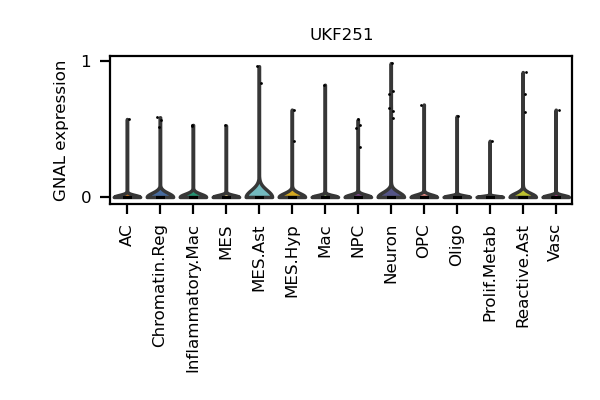 UKF251
GNAL expression
1
0
AC
Chromatin.Reg
Inflammatory.Mac
MES
MES.Ast
MES.Hyp
Mac
NPC
Neuron
OPC
Oligo
Prolif.Metab
Reactive.Ast
Vasc